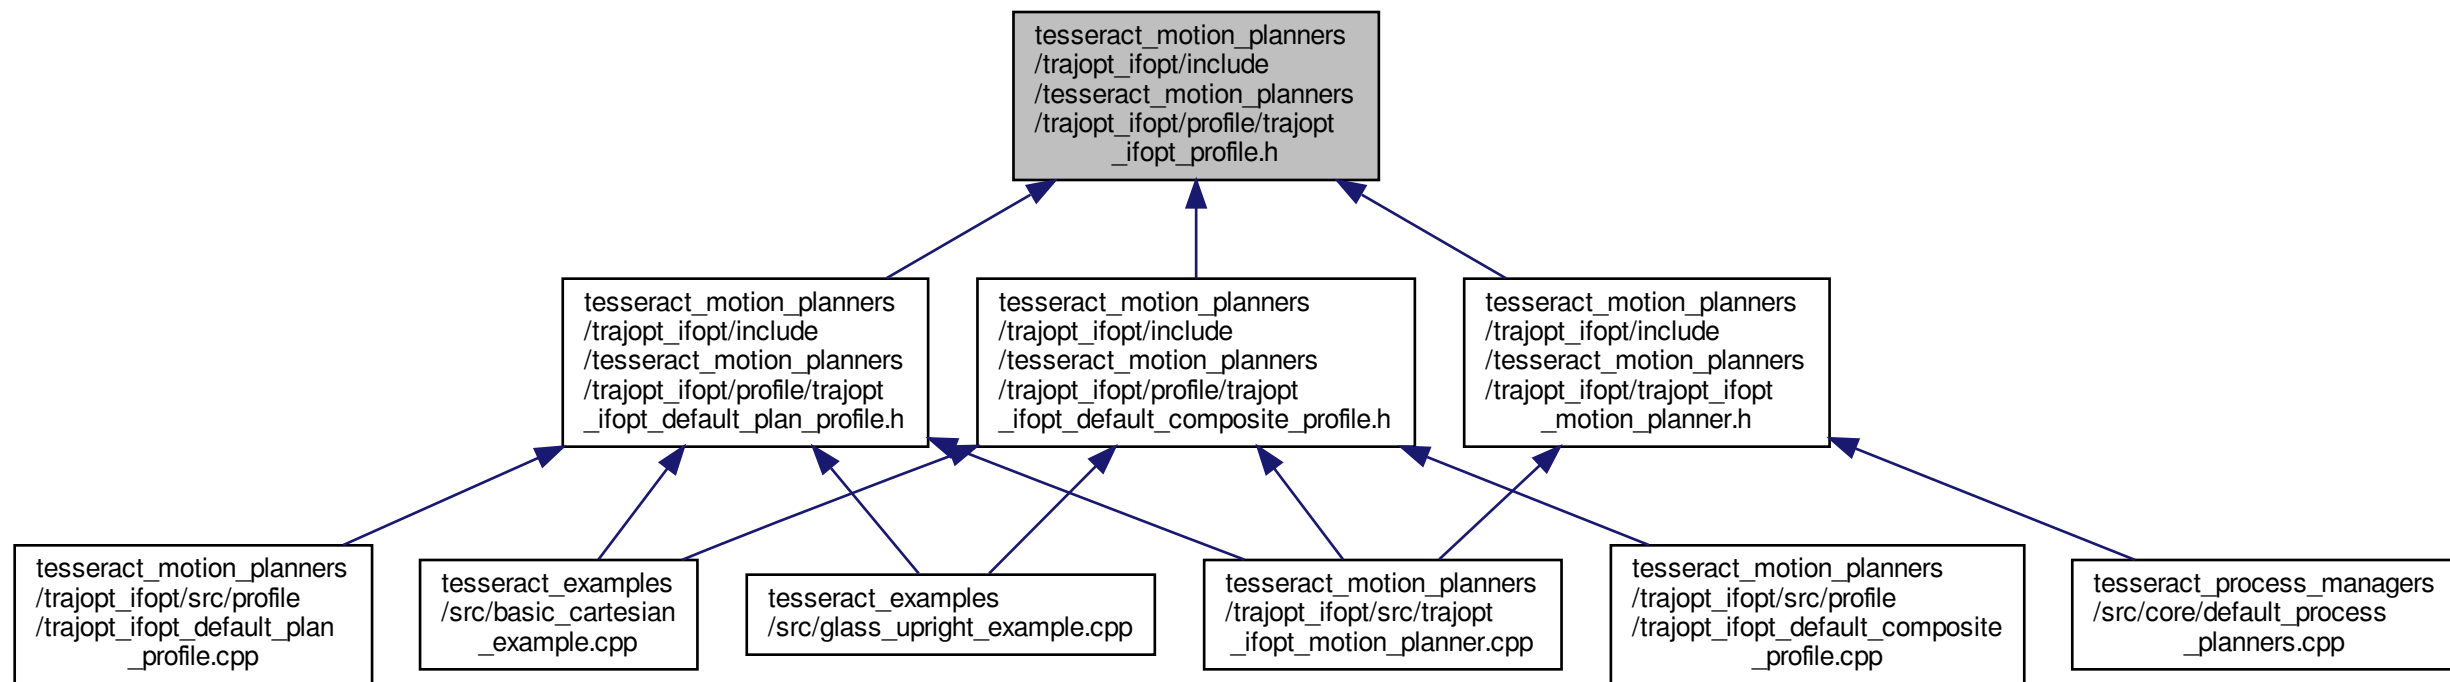 tesseract_motion_planners
/trajopt_ifopt/include
/tesseract_motion_planners
/trajopt_ifopt/profile/trajopt
_ifopt_profile.h
tesseract_motion_planners
/trajopt_ifopt/include
/tesseract_motion_planners
/trajopt_ifopt/profile/trajopt
_ifopt_default_plan_profile.h
tesseract_motion_planners
/trajopt_ifopt/include
/tesseract_motion_planners
/trajopt_ifopt/profile/trajopt
_ifopt_default_composite_profile.h
tesseract_motion_planners
/trajopt_ifopt/include
/tesseract_motion_planners
/trajopt_ifopt/trajopt_ifopt
_motion_planner.h
tesseract_motion_planners
/trajopt_ifopt/src/profile
/trajopt_ifopt_default_plan
_profile.cpp
tesseract_examples
/src/basic_cartesian
_example.cpp
tesseract_examples
/src/glass_upright_example.cpp
tesseract_motion_planners
/trajopt_ifopt/src/trajopt
_ifopt_motion_planner.cpp
tesseract_motion_planners
/trajopt_ifopt/src/profile
/trajopt_ifopt_default_composite
_profile.cpp
tesseract_process_managers
/src/core/default_process
_planners.cpp